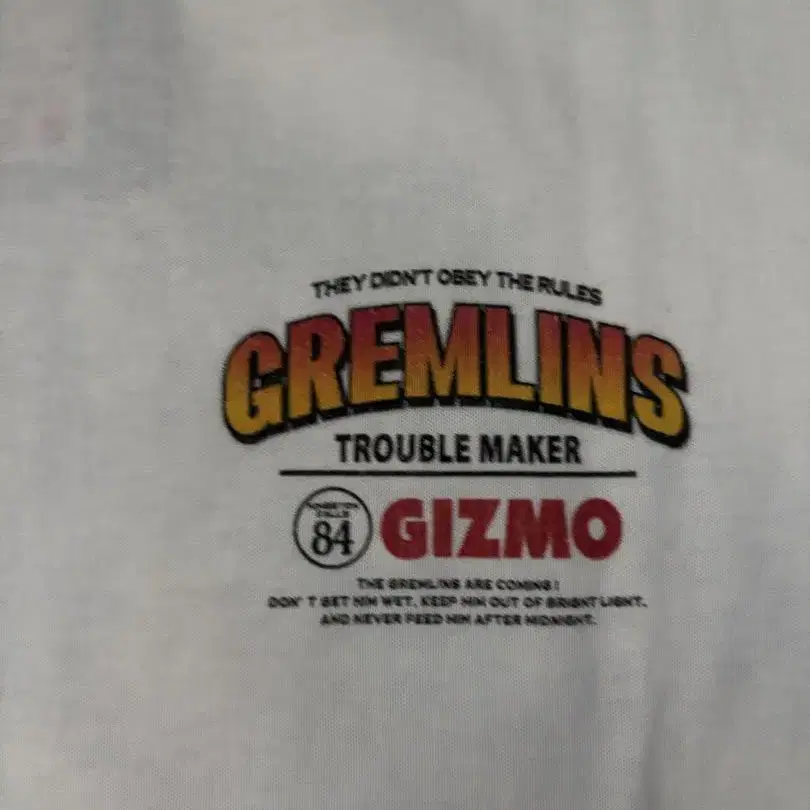 THEY DIDN'T OBEY THE RULES
GREMLINS
TROUBLE MAKER
84
GIZMO
THE GREMLINS ARE COMING!
DON'T GET HIM WET, KEEP HIM OUT OF BRIGHT LIGHT,
AND NEVER FEED HIM AFTER MIDNIGHT.